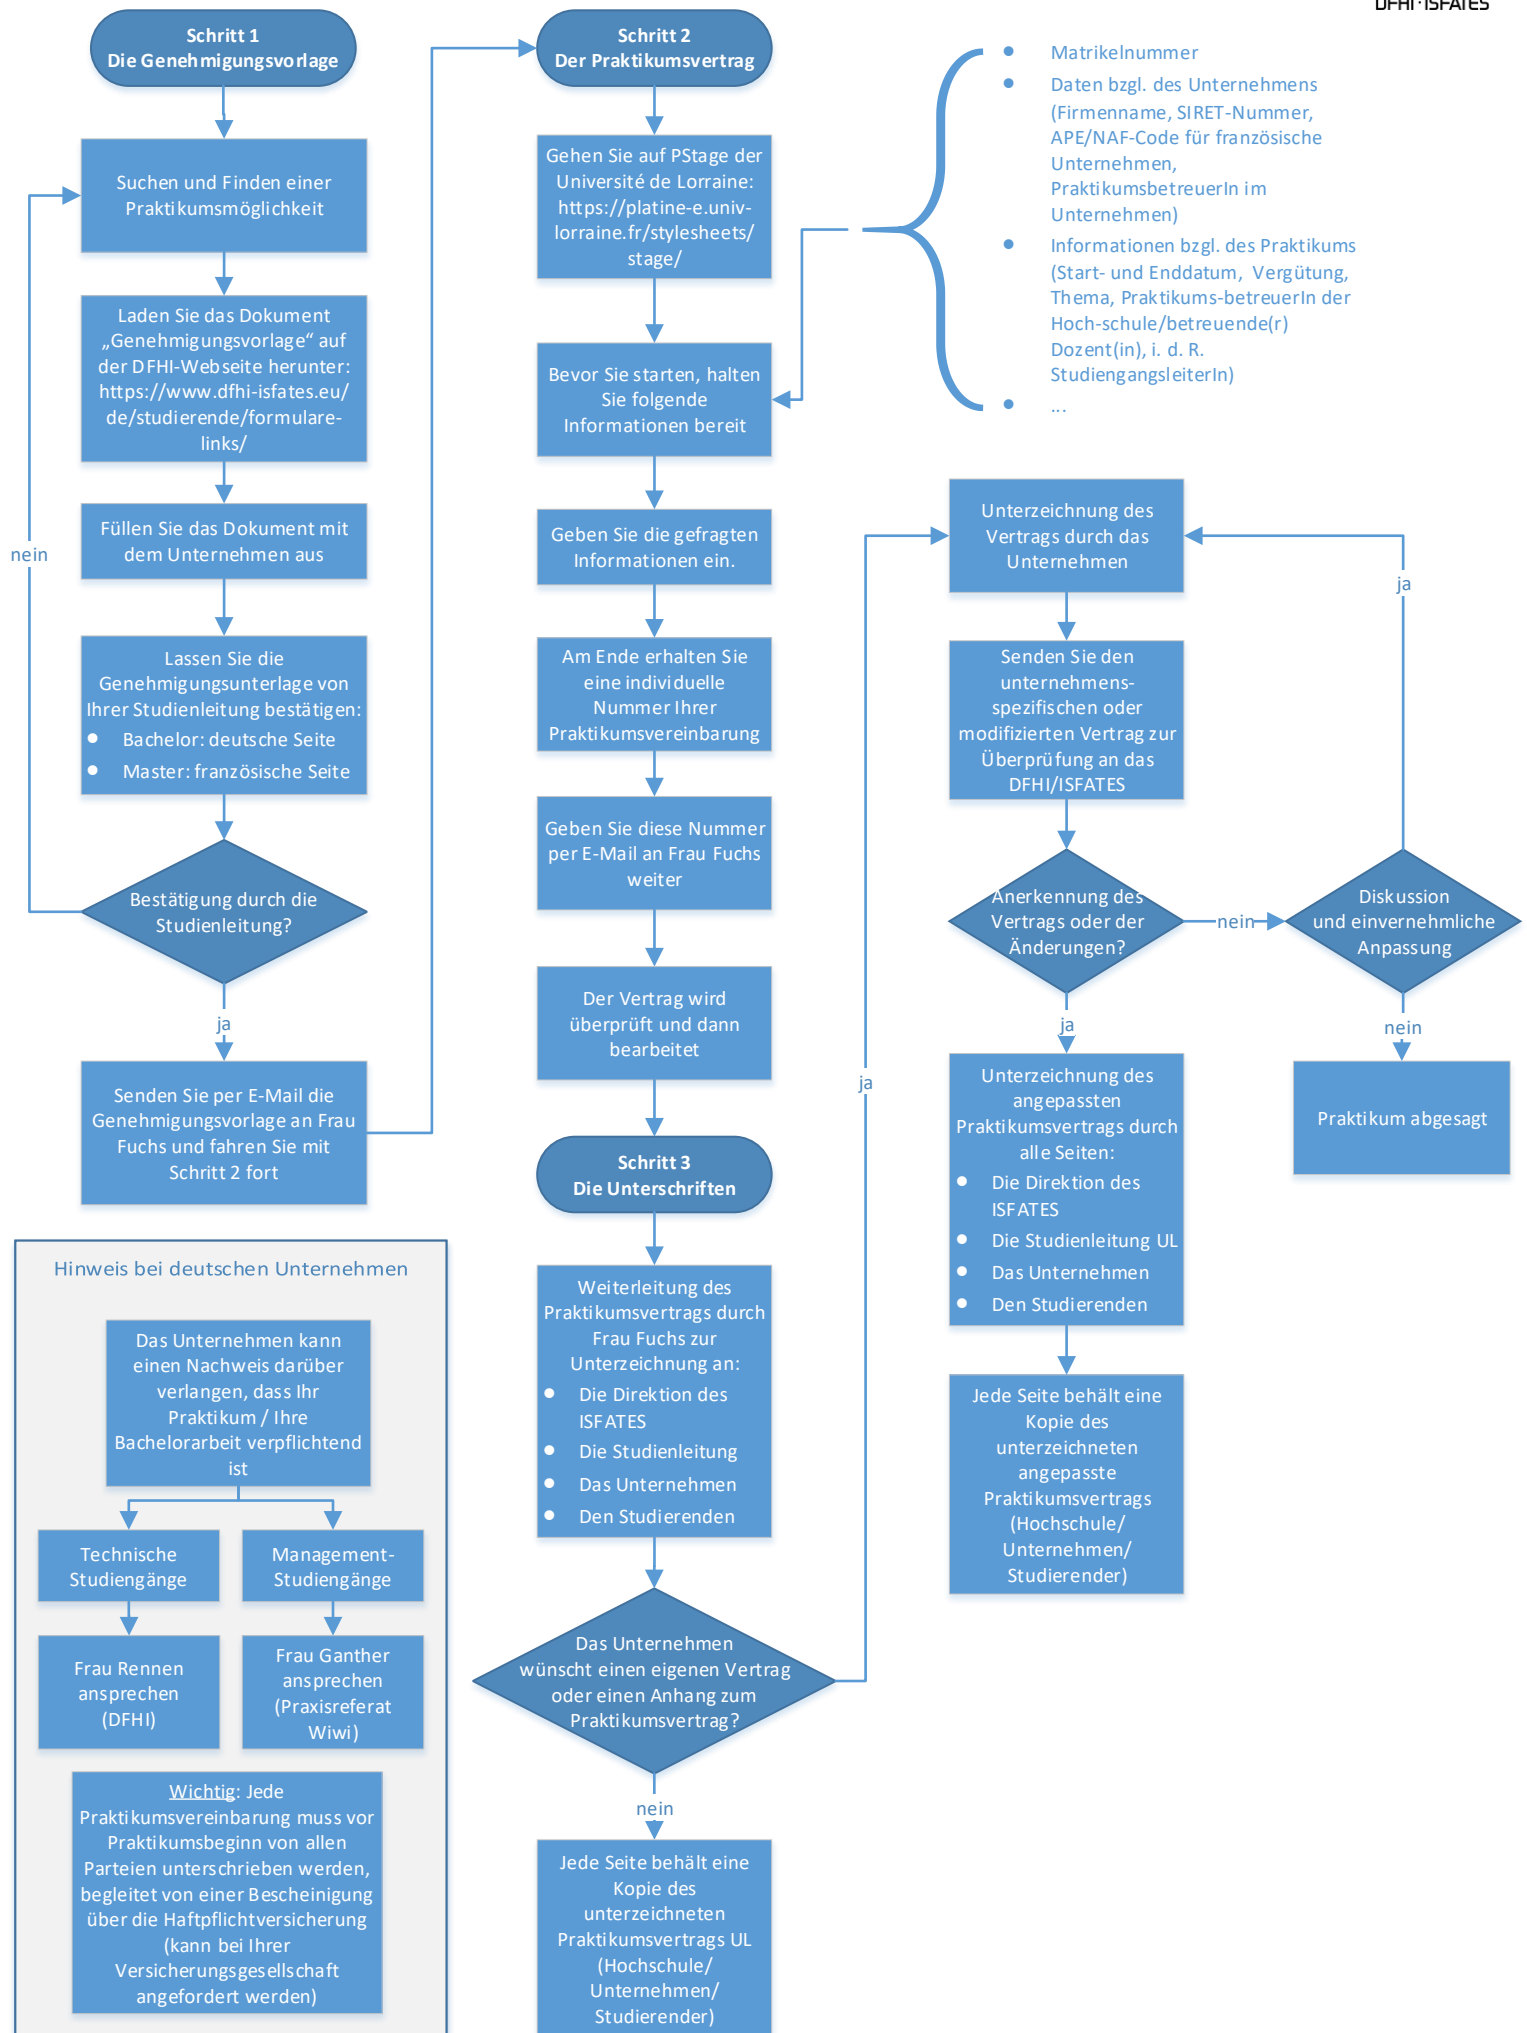 DFHI·ISFATES
Schritt 1
Die Genehmigungsvorlage
Suchen und Finden einer
Praktikumsmöglichkeit
Laden Sie das Dokument
„Genehmigungsvorlage“ auf
der DFHI-Webseite herunter:
https://www.dfhi-isfates.eu/
de/studierende/formulare-
links/
Füllen Sie das Dokument mit
dem Unternehmen aus
nein
Lassen Sie die
Genehmigungsunterlage von
Ihrer Studienleitung bestätigen:
● Bachelor: deutsche Seite
● Master: französische Seite
Bestätigung durch die
Studienleitung?
ja
Senden Sie per E-Mail die
Genehmigungsvorlage an Frau
Fuchs und fahren Sie mit
Schritt 2 fort
Schritt 2
Der Praktikumsvertrag
Gehen Sie auf PStage der
Université de Lorraine:
https://platine-e.univ-
lorraine.fr/stylesheets/
stage/
Bevor Sie starten, halten
Sie folgende
Informationen bereit
● Matrikelnummer
● Daten bzgl. des Unternehmens
(Firmenname, SIRET-Nummer,
APE/NAF-Code für französische
Unternehmen,
PraktikumsbetreuerIn im
Unternehmen)
● Informationen bzgl. des Praktikums
(Start- und Enddatum, Vergütung,
Thema, Praktikums-betreuerIn der
Hoch-schule/betreuende(r)
Dozent(in), i. d. R.
StudiengangsleiterIn)
● ...
Geben Sie die gefragten
Informationen ein.
Am Ende erhalten Sie
eine individuelle
Nummer Ihrer
Praktikumsvereinbarung
Geben Sie diese Nummer
per E-Mail an Frau Fuchs
weiter
Der Vertrag wird
überprüft und dann
bearbeitet
Schritt 3
Die Unterschriften
Weiterleitung des
Praktikumsvertrags durch
Frau Fuchs zur
Unterzeichnung an:
● Die Direktion des
ISFATES
● Die Studienleitung
● Das Unternehmen
● Den Studierenden
Das Unternehmen
wünscht einen eigenen Vertrag
oder einen Anhang zum
Praktikumsvertrag?
nein
Jede Seite behält eine
Kopie des
unterzeichneten
Praktikumsvertrags UL
(Hochschule/
Unternehmen/
Studierender)
ja
Unterzeichnung des
Vertrags durch das
Unternehmen
Senden Sie den
unternehmens-
spezifischen oder
modifizierten Vertrag zur
Überprüfung an das
DFHI/ISFATES
Anerkennung des
Vertrags oder der
Änderungen?
nein
Diskussion
und einvernehmliche
Anpassung
ja
nein
Praktikum abgesagt
ja
Unterzeichnung des
angepassten
Praktikumsvertrags durch
alle Seiten:
● Die Direktion des
ISFATES
● Die Studienleitung UL
● Das Unternehmen
● Den Studierenden
Jede Seite behält eine
Kopie des
unterzeichneten
angepasste
Praktikumsvertrags
(Hochschule/
Unternehmen/
Studierender)
Hinweis bei deutschen Unternehmen
Das Unternehmen kann
einen Nachweis darüber
verlangen, dass Ihr
Praktikum / Ihre
Bachelorarbeit verpflichtend
ist
Technische
Studiengänge
Management-
Studiengänge
Frau Rennen
ansprechen
(DFHI)
Frau Ganther
ansprechen
(Praxisreferat
Wiwi)
Wichtig: Jede
Praktikumsvereinbarung muss vor
Praktikumsbeginn von allen
Parteien unterschrieben werden,
begleitet von einer Bescheinigung
über die Haftpflichtversicherung
(kann bei Ihrer
Versicherungsgesellschaft
angefordert werden)